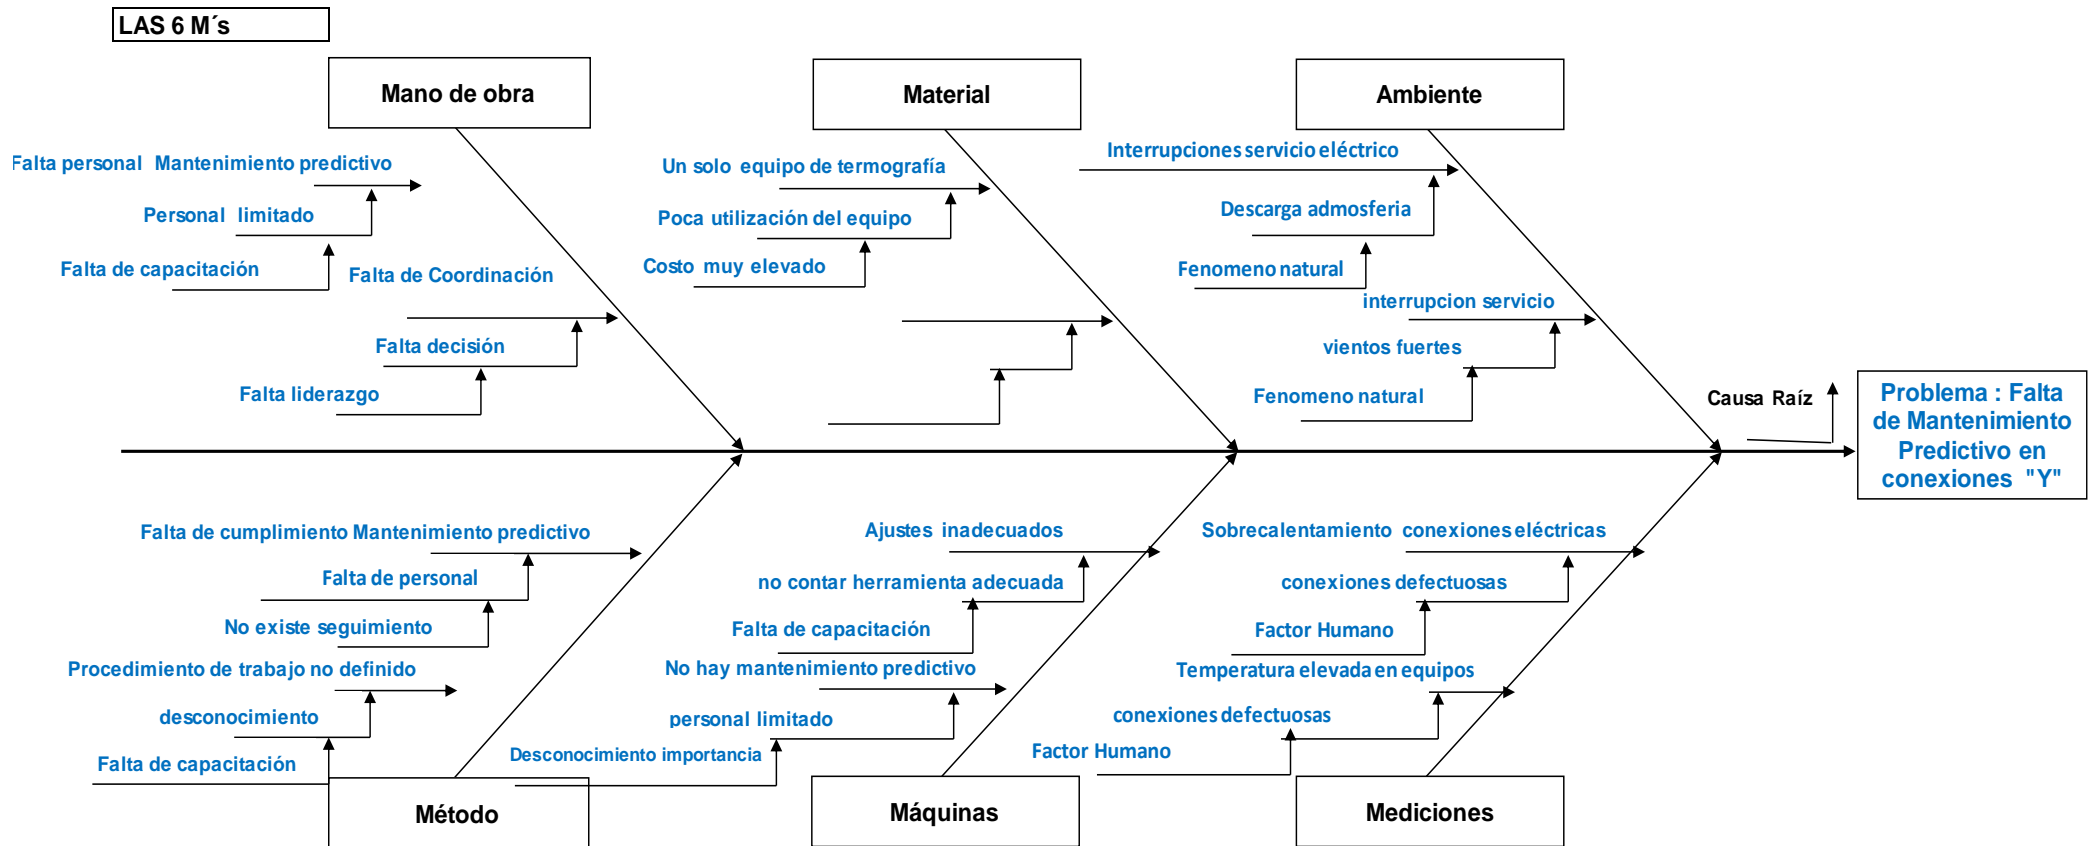 LAS 6 M´s
Mano de obra
Material
Ambiente
Falta personal Mantenimiento predictivo
Personal limitado
Falta de capacitación
Falta de Coordinación
Falta decisión
Falta liderazgo
Un solo equipo de termografía
Poca utilización del equipo
Costo muy elevado
Interrupciones servicio eléctrico
Descarga admosferia
Fenomeno natural
interrupcion servicio
vientos fuertes
Fenomeno natural
Causa Raíz
Problema : Falta
de Mantenimiento
Predictivo en
conexiones "Y"
Falta de cumplimiento Mantenimiento predictivo
Falta de personal
No existe seguimiento
Procedimiento de trabajo no definido
desconocimiento
Falta de capacitación
Ajustes inadecuados
no contar herramienta adecuada
Falta de capacitación
No hay mantenimiento predictivo
personal limitado
Desconocimiento importancia
Sobrecalentamiento conexiones eléctricas
conexiones defectuosas
Factor Humano
Temperatura elevada en equipos
conexiones defectuosas
Factor Humano
Método
Máquinas
Mediciones